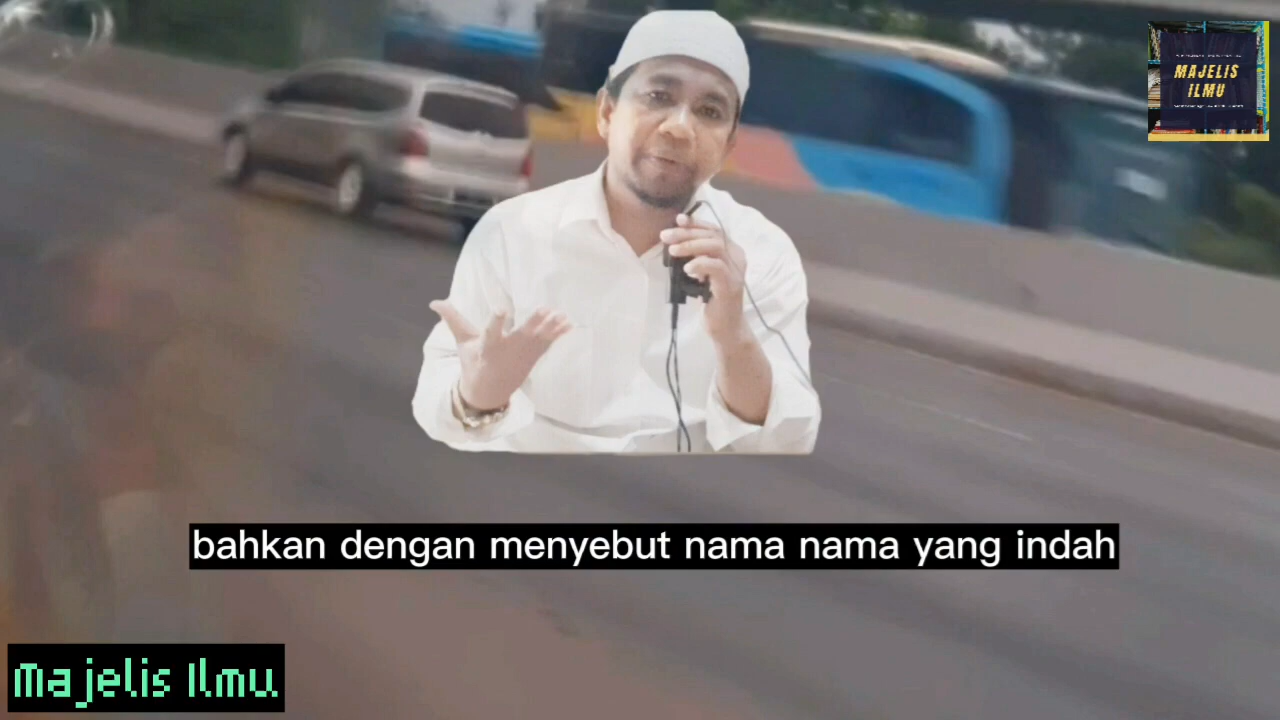 MAJELIS
ILMU
bahkan dengan menyebut nama nama yang indah
Majelis Ilmu